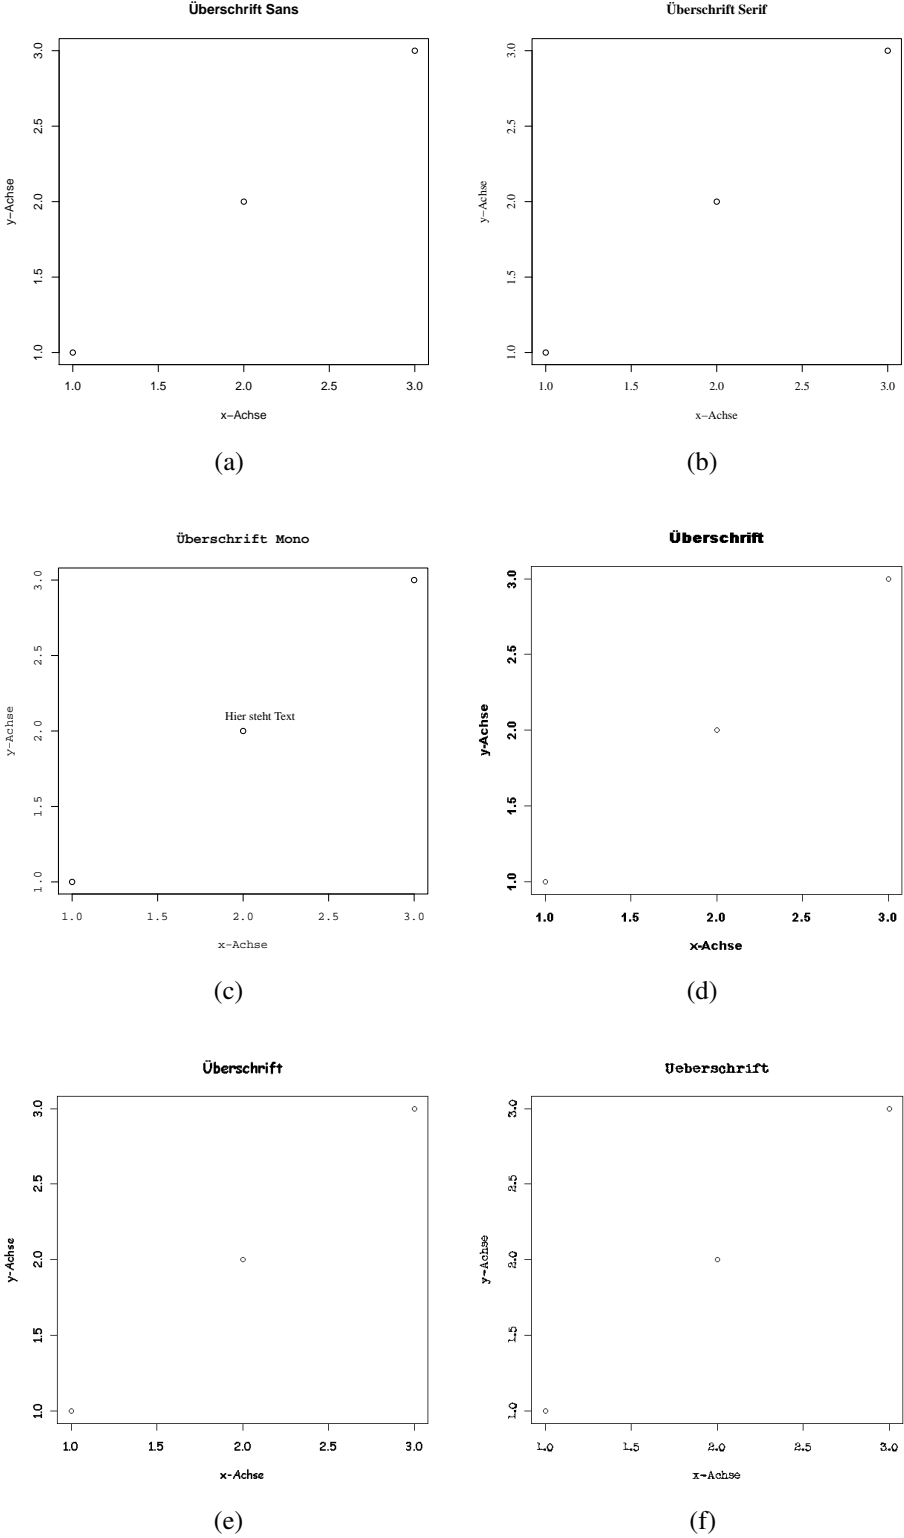 Überschrift Sans
3.0
2.5
2.0
1.5
1.0
y−Achse
1.0 1.5 2.0 2.5 3.0
x−Achse
(a)
Überschrift Serif
3.0
2.5
2.0
1.5
1.0
y−Achse
1.0 1.5 2.0 2.5 3.0
x−Achse
(b)
Überschrift Mono
3.0
2.5
2.0
1.5
1.0
y−Achse
Hier steht Text
1.0 1.5 2.0 2.5 3.0
x−Achse
(c)
Überschrift
3.0
2.5
2.0
1.5
1.0
y-Achse
1.0 1.5 2.0 2.5 3.0
x-Achse
(d)
Überschrift
3.0
2.5
2.0
1.5
1.0
y-Achse
1.0 1.5 2.0 2.5 3.0
x-Achse
(e)
Ueberschrift
3.0
2.5
2.0
1.5
1.0
y-Achse
1.0 1.5 2.0 2.5 3.0
x-Achse
(f)